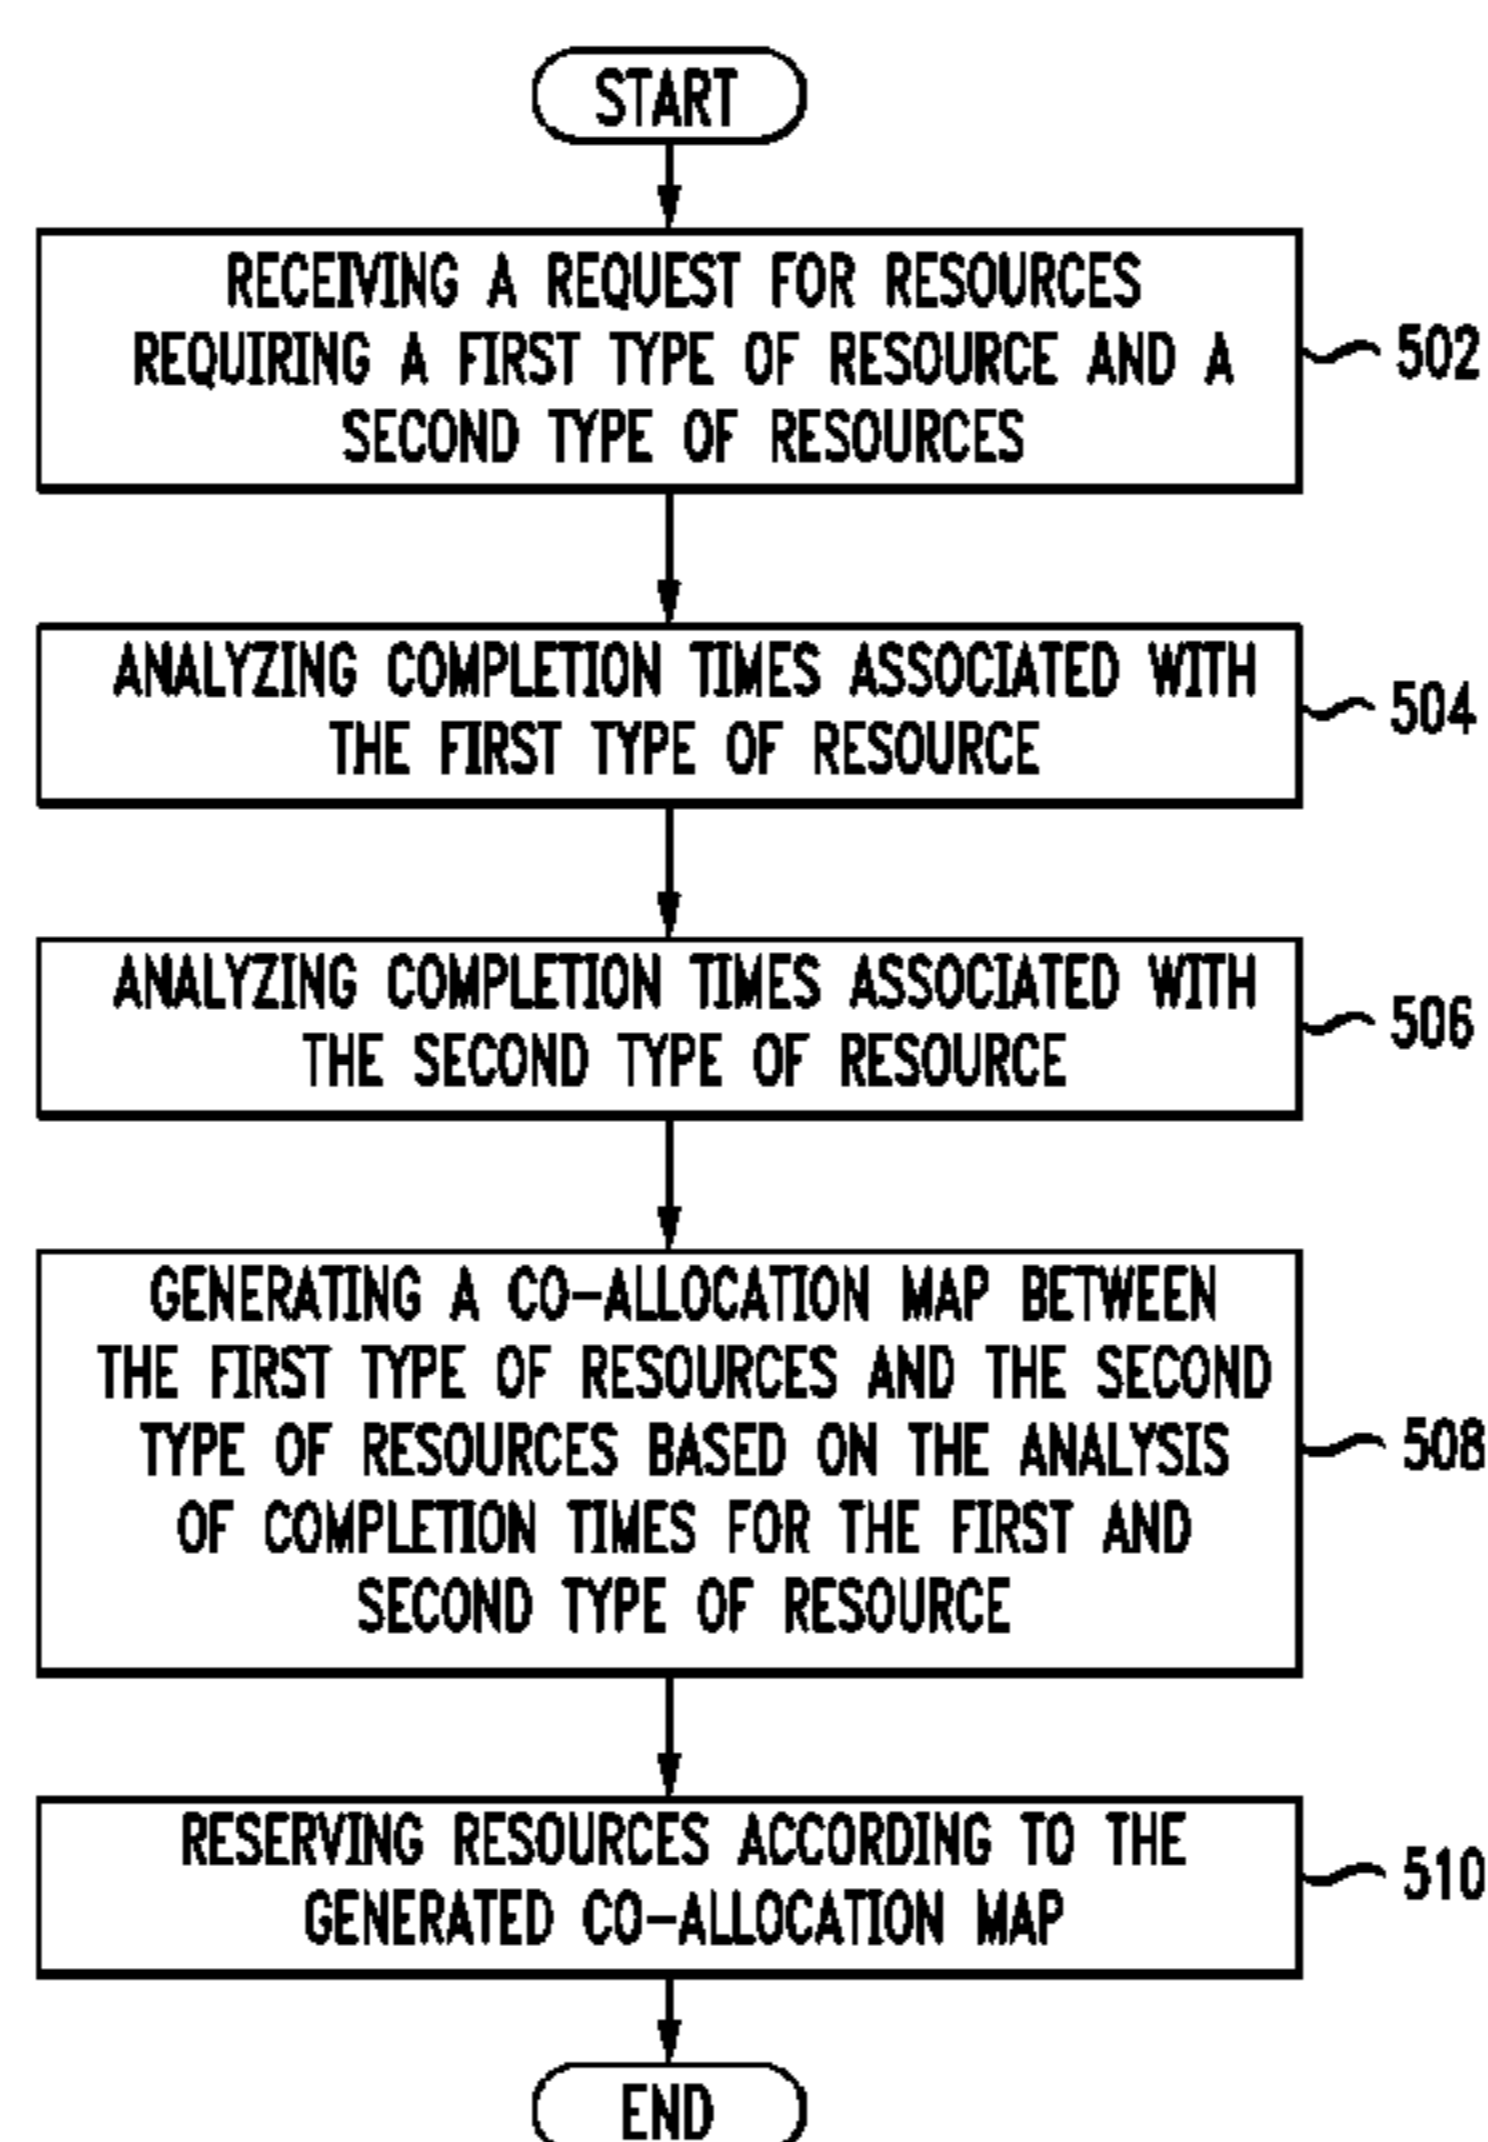 START
RECEIVING A REQUEST FOR RESOURCES
REQUIRING A FIRST TYPE OF RESOURCE AND A
SECOND TYPE OF RESOURCES
502
ANALYZING COMPLETION TIMES ASSOCIATED WITH
THE FIRST TYPE OF RESOURCE
504
ANALYZING COMPLETION TIMES ASSOCIATED WITH
THE SECOND TYPE OF RESOURCE
506
GENERATING A CO-ALLOCATION MAP BETWEEN
THE FIRST TYPE OF RESOURCES AND THE SECOND
TYPE OF RESOURCES BASED ON THE ANALYSIS
OF COMPLETION TIMES FOR THE FIRST AND
SECOND TYPE OF RESOURCE
508
RESERVING RESOURCES ACCORDING TO THE
GENERATED CO-ALLOCATION MAP
510
END